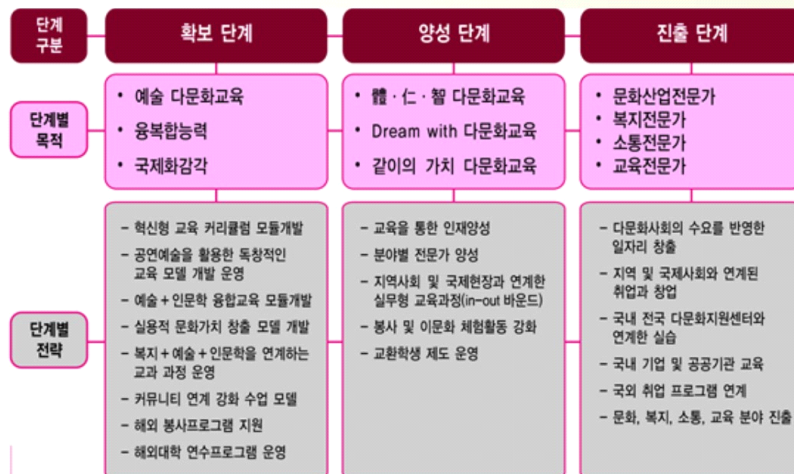 단계
구분
확보 단계
양성 단계
진출 단계
단계별
목적
• 예술 다문화교육
• 융복합능력
• 국제화감각
• 體·仁·智 다문화교육
• Dream with 다문화교육
• 같이의 가치 다문화교육
• 문화산업전문가
• 복지전문가
• 소통전문가
• 교육전문가
단계별
전략
– 혁신형 교육 커리큘럼 모듈개발
– 공연예술을 활용한 독창적인
교육 모델 개발 운영
– 예술+인문학 융합교육 모듈개발
– 실용적 문화가치 창출 모델 개발
– 복지+예술+인문학을 연계하는
교과 과정 운영
– 커뮤니티 연계 강화 수업 모델
– 해외 봉사프로그램 지원
– 해외대학 연수프로그램 운영
– 교육을 통한 인재양성
– 분야별 전문가 양성
– 지역사회 및 국제현장과 연계한
실무형 교육과정(in-out 바운드)
– 봉사 및 이문화 체험활동 강화
– 교환학생 제도 운영
– 다문화사회의 수요를 반영한
일자리 창출
– 지역 및 국제사회와 연계된
취업과 창업
– 국내 전국 다문화지원센터와
연계한 실습
– 국내 기업 및 공공기관 교육
– 국외 취업 프로그램 연계
– 문화, 복지, 소통, 교육 분야 진출